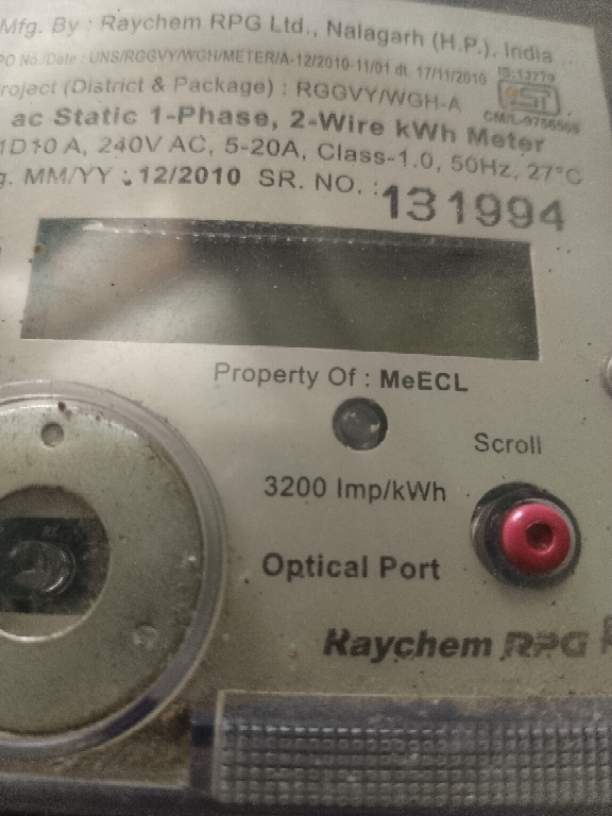 Mfg. By : Raychem RPG Ltd., Nalagarh (H.P.), India
PO No./Date : UNS/RGGVY/WGH/METER/A-12/2010-11/01 dt. 17/11/2010 IS:13779
roject (District & Package) : RGGVY/WGH-A
ac Static 1-Phase, 2-Wire kWh Meter
1D10 A, 240V AC, 5-20A, Class-1.0, 50Hz, 27°C
g. MM/YY : 12/2010 SR. NO. : 131994
Property Of : MeECL
Scroll
3200 Imp/kWh
Optical Port
Raychem RPG